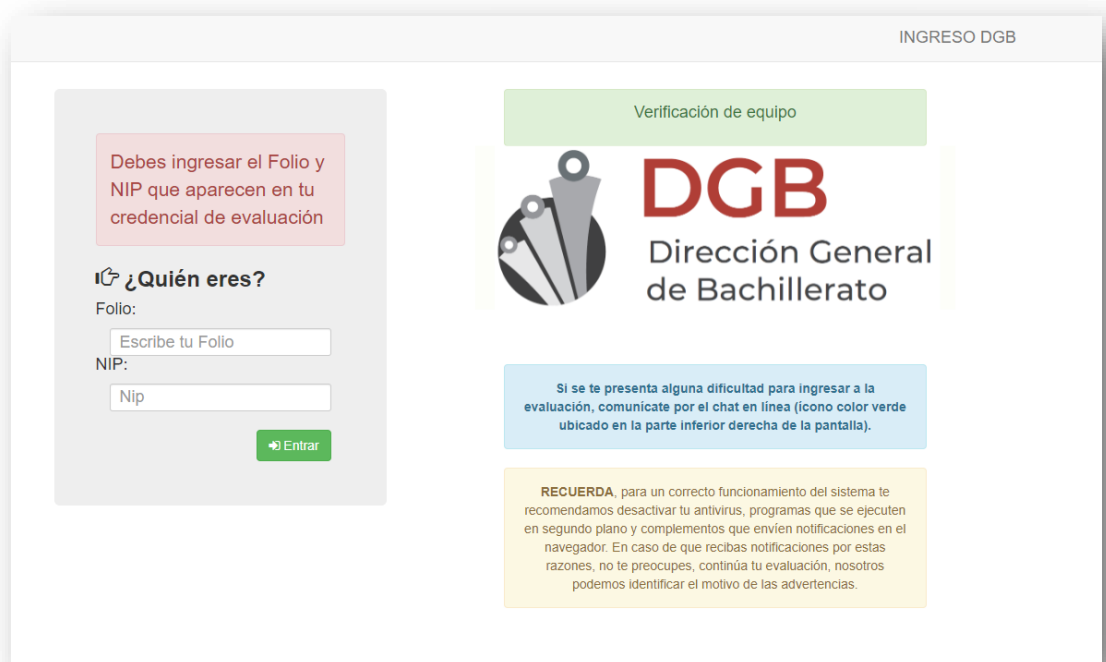 INGRESO DGB
Debes ingresar el Folio y
NIP que aparecen en tu
credencial de evaluación
¿Quién eres?
Folio:
Escribe tu Folio
NIP:
Nip
Entrar
Verificación de equipo
DGB
Dirección General
de Bachillerato
Si se te presenta alguna dificultad para ingresar a la
evaluación, comunícate por el chat en línea (ícono color verde
ubicado en la parte inferior derecha de la pantalla).
RECUERDA, para un correcto funcionamiento del sistema te
recomendamos desactivar tu antivirus, programas que se ejecuten
en segundo plano y complementos que envíen notificaciones en el
navegador. En caso de que recibas notificaciones por estas
razones, no te preocupes, continúa tu evaluación, nosotros
podemos identificar el motivo de las advertencias.